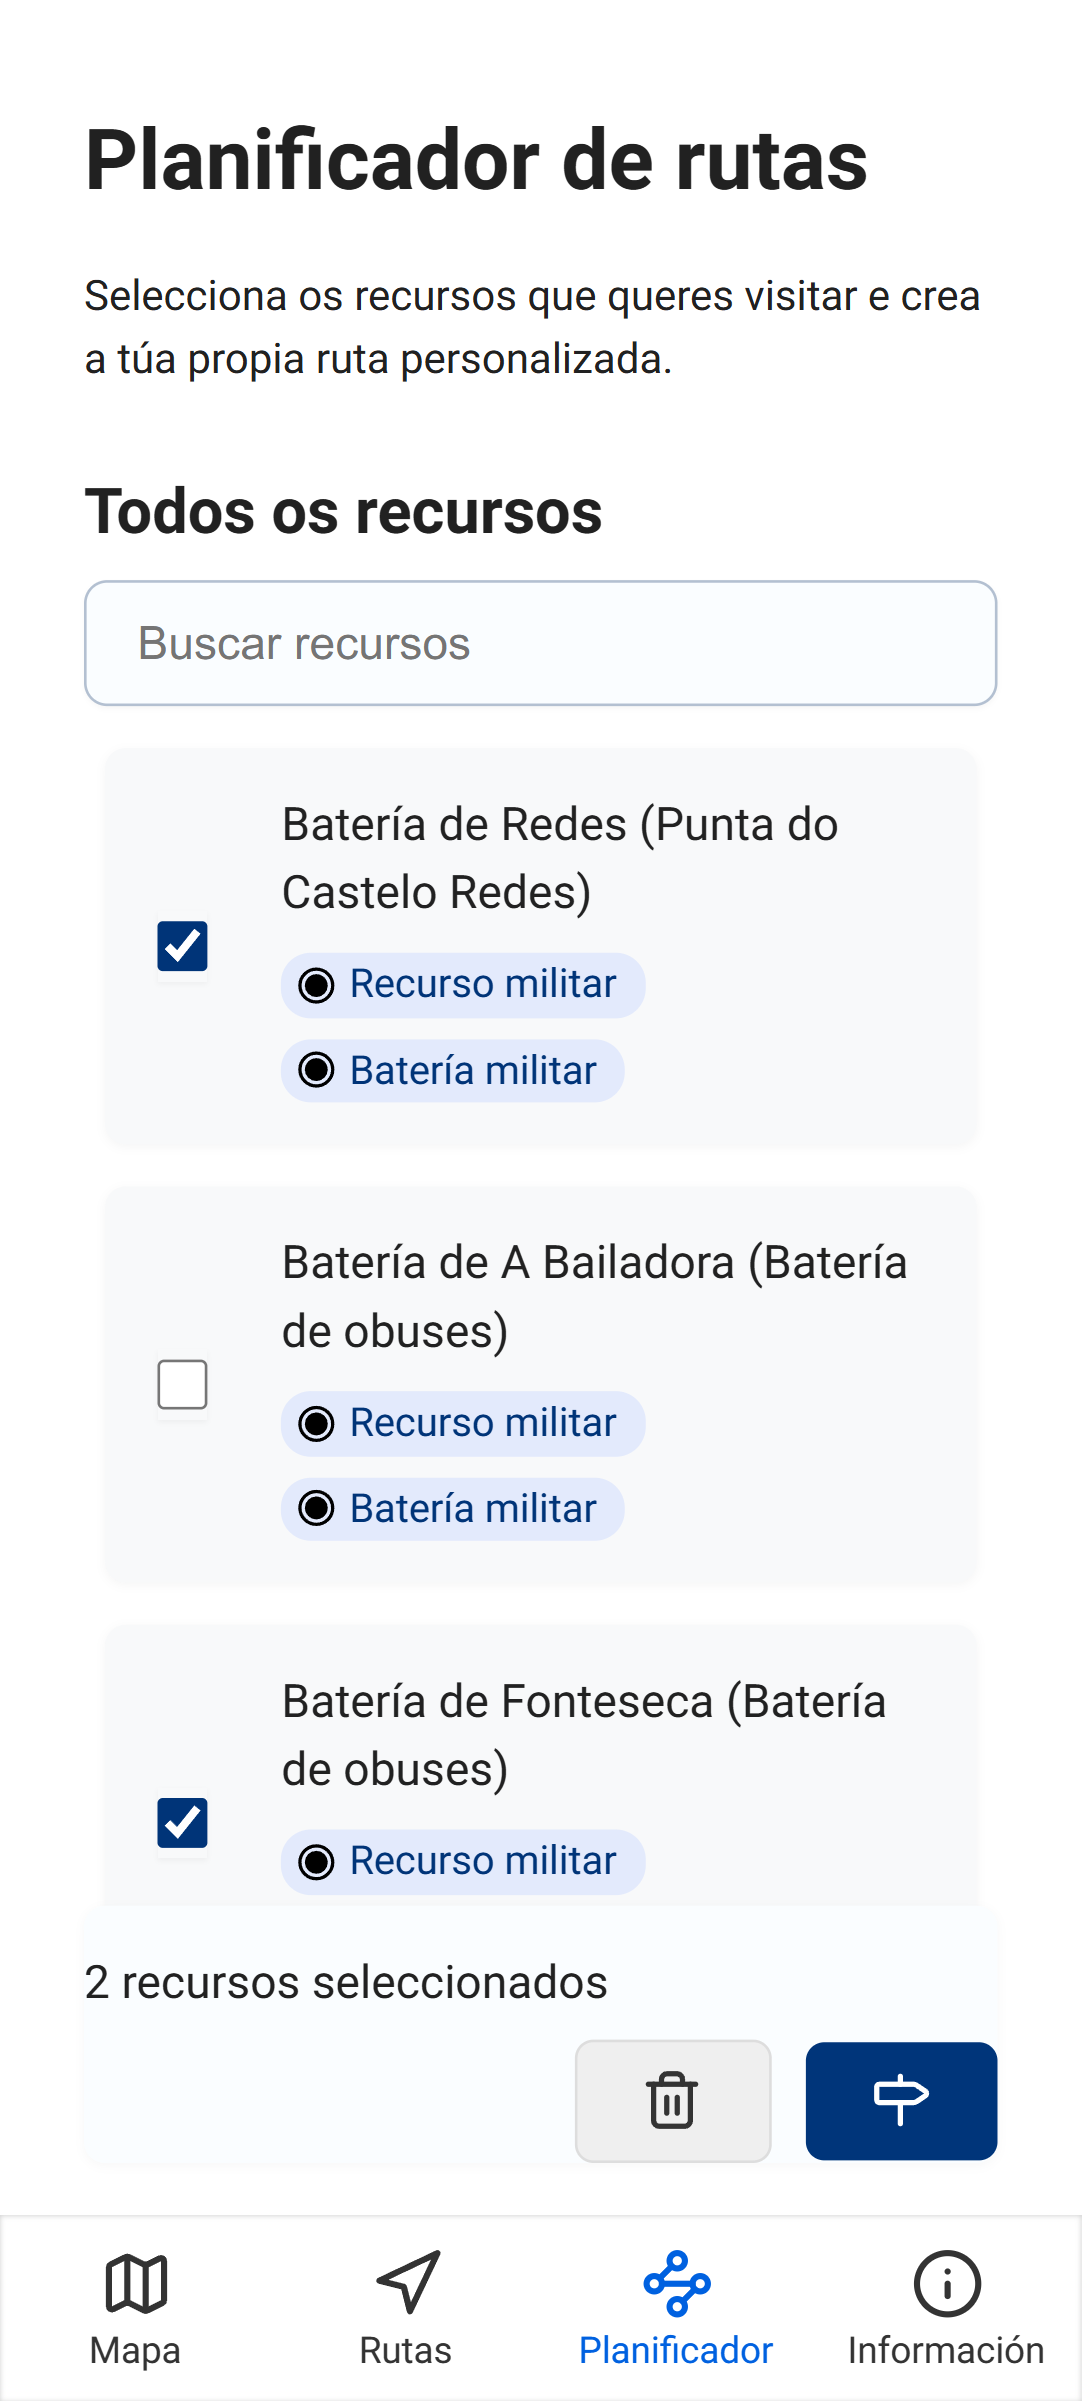 Planificador de rutas
Selecciona os recursos que queres visitar e crea
a túa propia ruta personalizada.
Todos os recursos
Buscar recursos
Batería de Redes (Punta do
Castelo Redes)
Recurso militar
Batería militar
Batería de A Bailadora (Batería
de obuses)
Recurso militar
Batería militar
Batería de Fonteseca (Batería
de obuses)
Recurso militar
2 recursos seleccionados
Mapa
Rutas
Planificador
Información